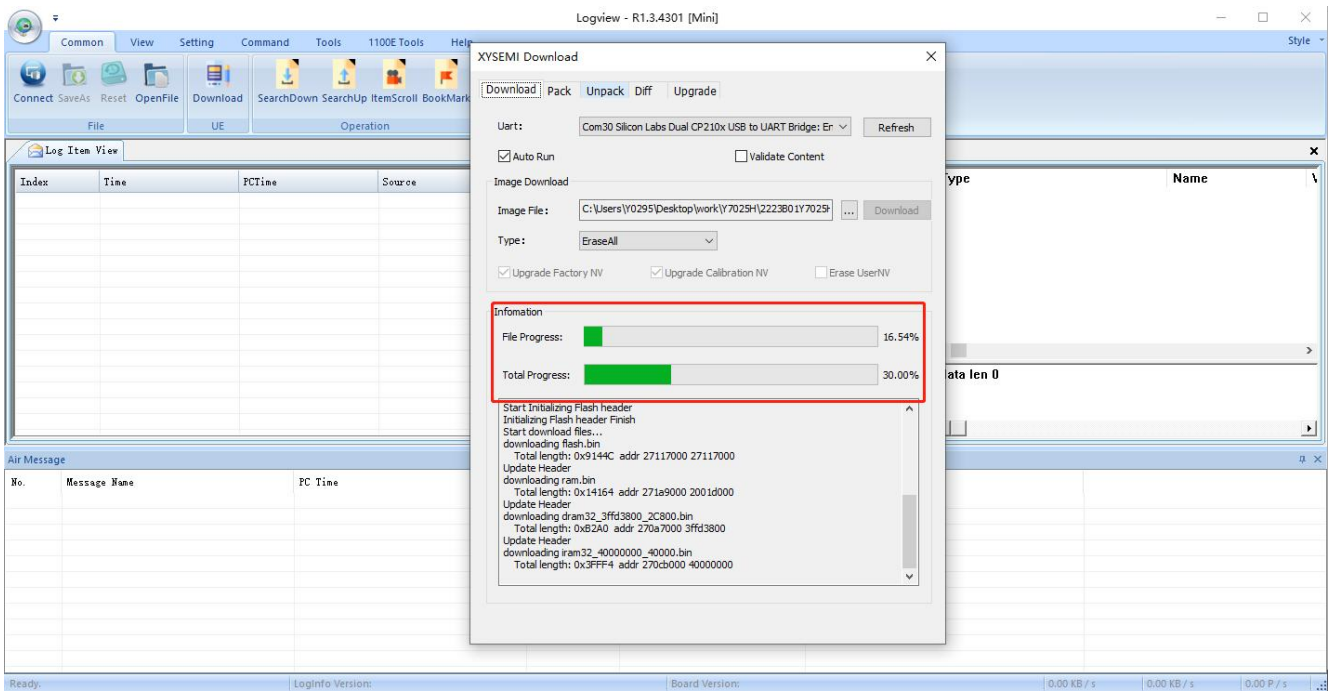 Logview - R1.3.4301 [Mini]
Common View Setting Command Tools 1100E Tools Help
Style
Connect SaveAs Reset OpenFile Download SearchDown SearchUp ItemScroll BookMark
File UE Operation
Log Item View
Index Time PCTime Source
Type Name
XYSEMI Download
Download Pack Unpack Diff Upgrade
Uart: Com30 Silicon Labs Dual CP210x USB to UART Bridge: Er Refresh
Auto Run Validate Content
Image Download
Image File: C:\Users\Y0295\Desktop\work\Y7025H\2223B01Y7025H ... Download
Type: EraseAll
Upgrade Factory NV Upgrade Calibration NV Erase UserNV
Infomation
File Progress: 16.54%
Total Progress: 30.00%
Start Initializing Flash header
Initializing Flash header Finish
Start download files...
downloading flash.bin
Total length: 0x9144C addr 27117000 27117000
Update Header
downloading ram.bin
Total length: 0x14164 addr 271a9000 2001d000
Update Header
downloading dram32_3ffd3800_2C800.bin
Total length: 0xB2A0 addr 270a7000 3ffd3800
Update Header
downloading iram32_40000000_40000.bin
Total length: 0x3FFF4 addr 270cb000 40000000
ata len 0
Air Message
No. Message Name PC Time
Ready. LogInfo Version: Board Version: 0.00 KB / s 0.00 KB / s 0.00 P / s